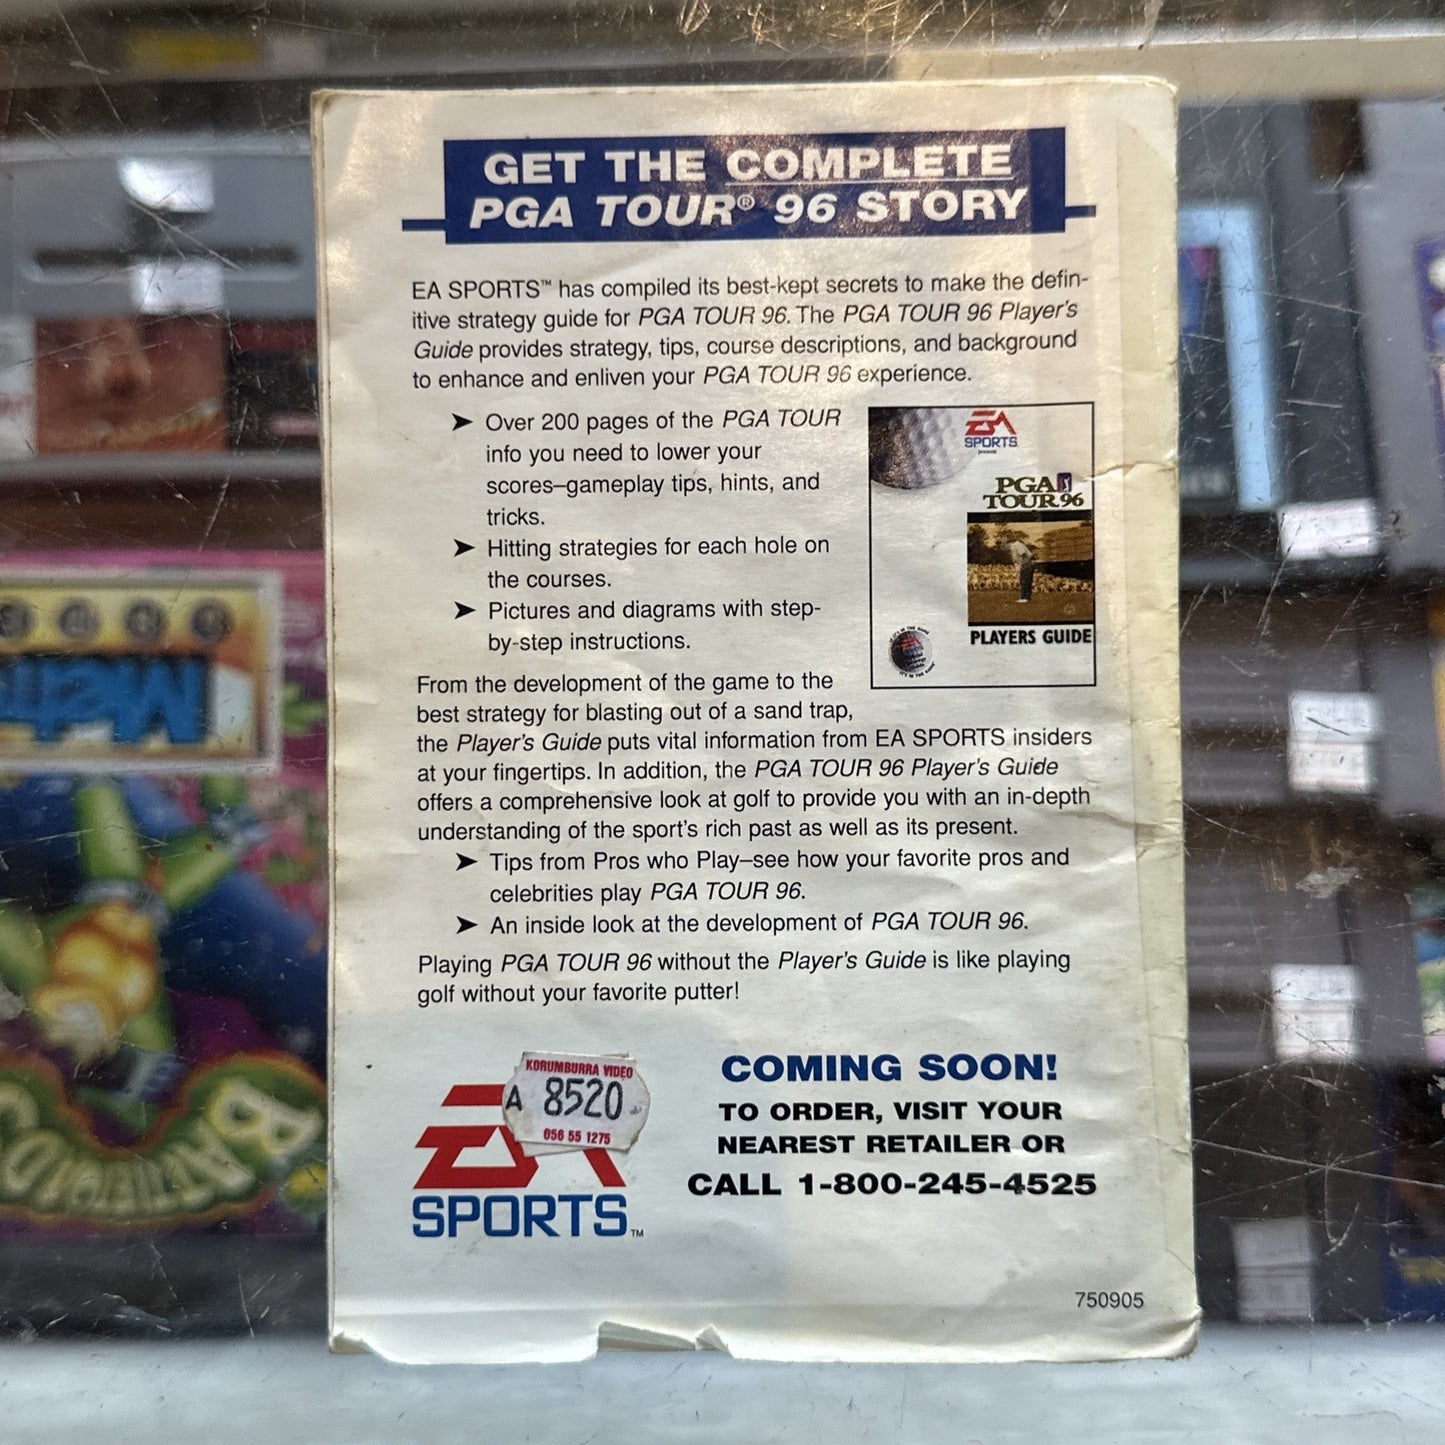 GET THE COMPLETE
PGA TOUR® 96 STORY
EA SPORTS™ has compiled its best-kept secrets to make the defin-
itive strategy guide for PGA TOUR 96. The PGA TOUR 96 Player's
Guide provides strategy, tips, course descriptions, and background
to enhance and enliven your PGA TOUR 96 experience.
➤ Over 200 pages of the PGA TOUR
info you need to lower your
scores–gameplay tips, hints, and
tricks.
➤ Hitting strategies for each hole on
the courses.
➤ Pictures and diagrams with step-
by-step instructions.
EA
SPORTS
presents
PGA
TOUR 96
PLAYERS GUIDE
From the development of the game to the
best strategy for blasting out of a sand trap,
the Player's Guide puts vital information from EA SPORTS insiders
at your fingertips. In addition, the PGA TOUR 96 Player's Guide
offers a comprehensive look at golf to provide you with an in-depth
understanding of the sport's rich past as well as its present.
➤ Tips from Pros who Play–see how your favorite pros and
celebrities play PGA TOUR 96.
➤ An inside look at the development of PGA TOUR 96.
Playing PGA TOUR 96 without the Player's Guide is like playing
golf without your favorite putter!
KORUMBURRA VIDEO
A 8520
056 55 1275
EA
SPORTS™
COMING SOON!
TO ORDER, VISIT YOUR
NEAREST RETAILER OR
CALL 1-800-245-4525
750905
BATTLETOADS